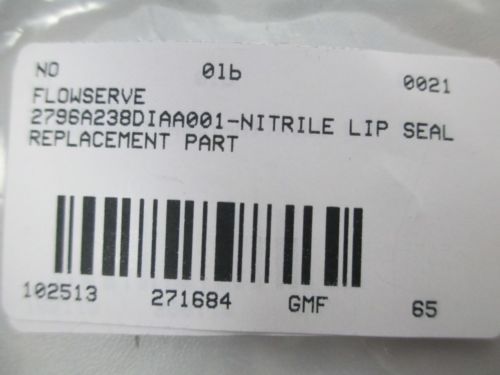 NO 01b 0021
FLOWSERVE
2796A238DIAA001-NITRILE LIP SEAL
REPLACEMENT PART
102513 271684 GMF 65